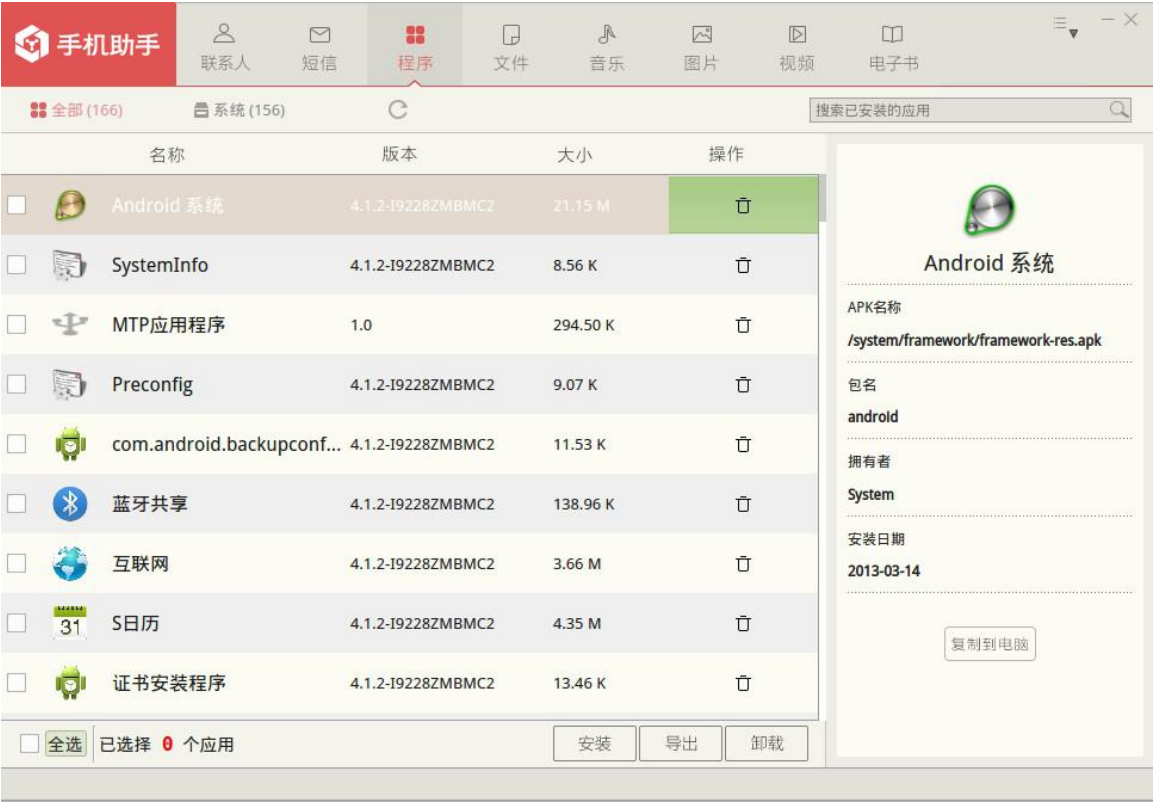 手机助手
联系人 短信 程序 文件 音乐 图片 视频 电子书
全部 (166) 系统 (156) 搜索已安装的应用
名称 版本 大小 操作
Android 系统 4.1.2-I9228ZMBMC2 21.15 M
SystemInfo 4.1.2-I9228ZMBMC2 8.56 K
MTP应用程序 1.0 294.50 K
Preconfig 4.1.2-I9228ZMBMC2 9.07 K
com.android.backupconf... 4.1.2-I9228ZMBMC2 11.53 K
蓝牙共享 4.1.2-I9228ZMBMC2 138.96 K
互联网 4.1.2-I9228ZMBMC2 3.66 M
31 S日历 4.1.2-I9228ZMBMC2 4.35 M
证书安装程序 4.1.2-I9228ZMBMC2 13.46 K
全选 已选择 0 个应用 安装 导出 卸载
Android 系统
APK名称
/system/framework/framework-res.apk
包名
android
拥有者
System
安装日期
2013-03-14
复制到电脑